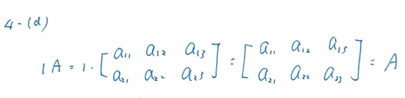 4-(d)
1A = 1·[a₁₁ a₁₂ a₁₃ = [a₁₁ a₁₂ a₁₃ = A
a₂₁ a₂₂ a₂₃] a₂₁ a₂₂ a₂₃]